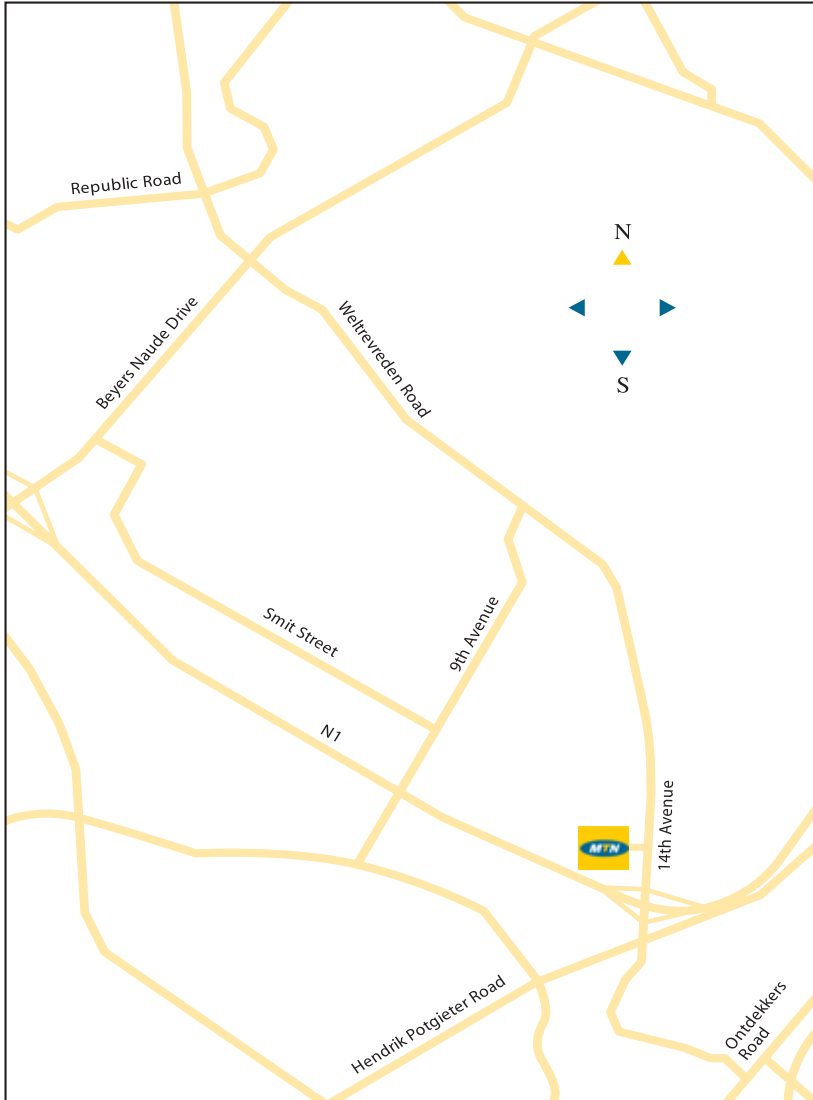 Republic Road
N
S
Beyers Naude Drive
Weltrevreden Road
Smit Street
9th Avenue
N1
14th Avenue
MTN
Hendrik Potgieter Road
Ontdekkers
Road